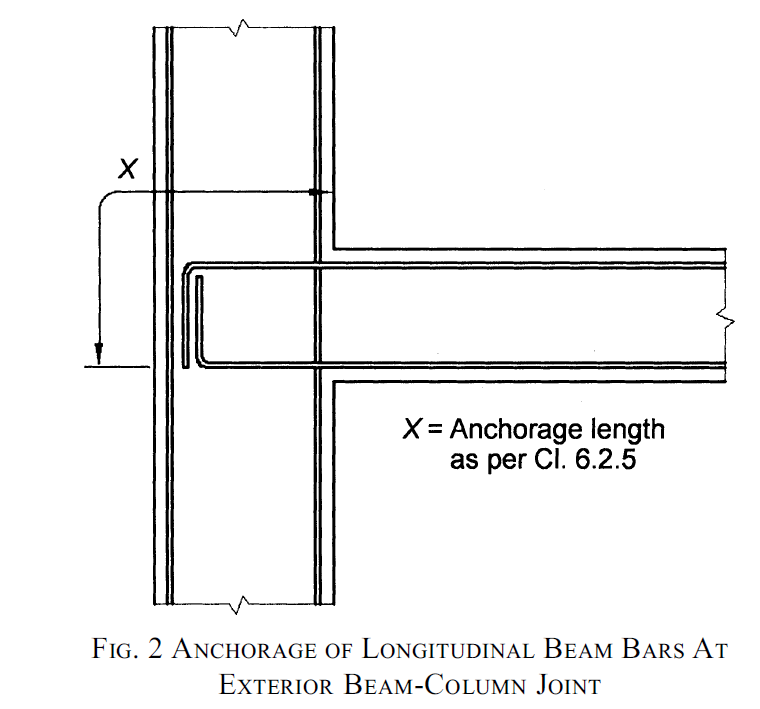 X
X = Anchorage length
as per Cl. 6.2.5
FIG. 2 ANCHORAGE OF LONGITUDINAL BEAM BARS AT
EXTERIOR BEAM-COLUMN JOINT